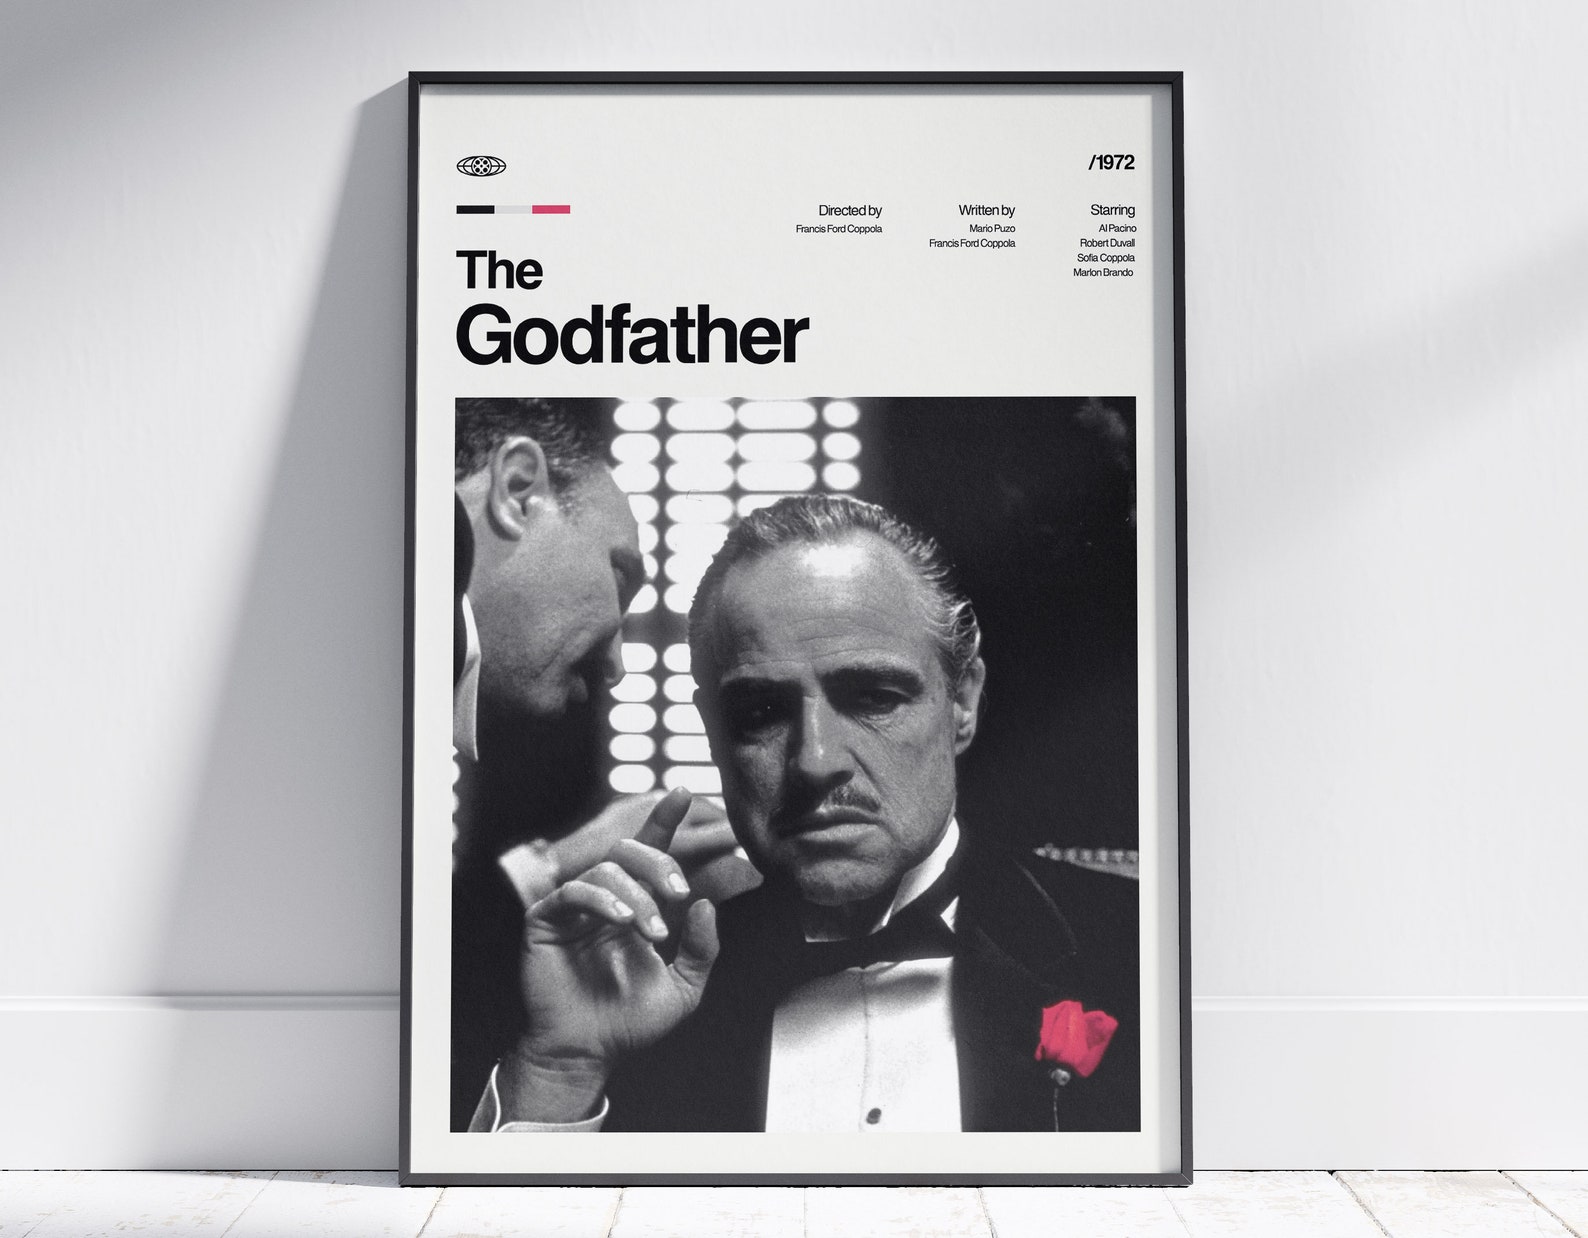 /1972
Directed by
Francis Ford Coppola
Written by
Mario Puzo
Francis Ford Coppola
Starring
Al Pacino
Robert Duvall
Sofia Coppola
Marlon Brando
The
Godfather